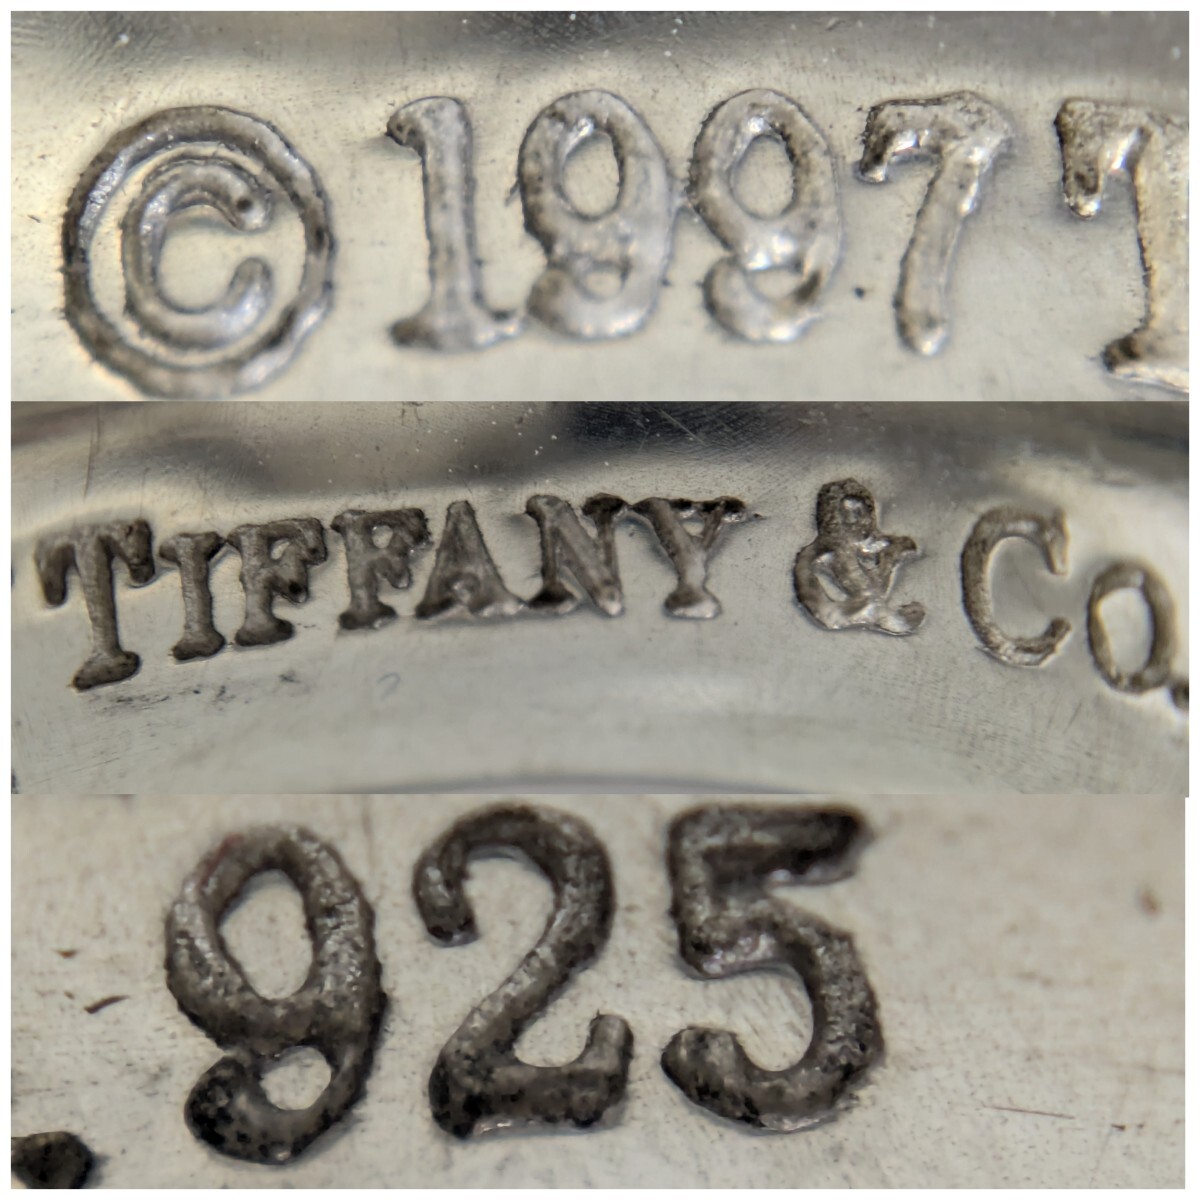 © 1997 T
TIFFANY & CO.
. 925